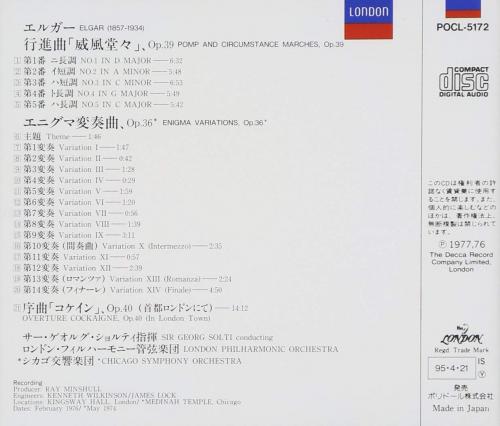 LONDON
エルガー ELGAR (1857-1934)
行進曲「威風堂々」、Op.39 POMP AND CIRCUMSTANCE MARCHES, Op.39
1 第1番 ニ長調 NO.1 IN D MAJOR — 6:32
2 第2番 イ短調 NO.2 IN A MINOR — 5:48
3 第3番 ハ短調 NO.3 IN C MINOR — 6:53
4 第4番 ト長調 NO.4 IN G MAJOR — 5:49
5 第5番 ハ長調 NO.5 IN C MAJOR — 5:42
エニグマ変奏曲、Op.36* ENIGMA VARIATIONS, Op.36*
6 主題 Theme — 1:46
7 第1変奏 Variation I — 1:47
8 第2変奏 Variation II — 0:42
9 第3変奏 Variation III — 1:28
10 第4変奏 Variation IV — 0:29
11 第5変奏 Variation V — 1:59
12 第6変奏 Variation VI — 1:20
13 第7変奏 Variation VII — 0:56
14 第8変奏 Variation VIII — 1:39
15 第9変奏 Variation IX — 3:11
16 第10変奏 (間奏曲) Variation X (Intermezzo) — 2:35
17 第11変奏 Variation XI — 0:57
18 第12変奏 Variation XII — 2:39
19 第13変奏 (ロマンツァ) Variation XIII (Romanza) — 2:24
20 第14変奏 (フィナーレ) Variation XIV (Finale) — 4:50
21 序曲「コケイン」、Op.40 (首都ロンドンにて) — 14:12
OVERTURE COCKAIGNE, Op.40 (In London Town)
サー・ゲオルグ・ショルティ指揮 SIR GEORG SOLTI conducting
ロンドン・フィルハーモニー管弦楽団 LONDON PHILHARMONIC ORCHESTRA
*シカゴ交響楽団 *CHICAGO SYMPHONY ORCHESTRA
Recording
Producer: RAY MINSHULL
Engineers: KENNETH WILKINSON/JAMES LOCK
Locations: KINGSWAY HALL, London/ *MEDINAH TEMPLE, Chicago
Dates: February 1976/ *May 1974
POCL-5172
COMPACT
disc
DIGITAL AUDIO
このCDは権利者の許
諾なく賃貸業に使用す
ることを禁じます。また、
個人的に楽しむなどの
ほかは、著作権法上、
無断複製は禁じられて
います。
Ⓟ 1977,76
The Decca Record
Company Limited,
London
LONDON
Regd. Trade Mark
95・4・21
IS
Y
発売
ポリドール株式会社
Made in Japan